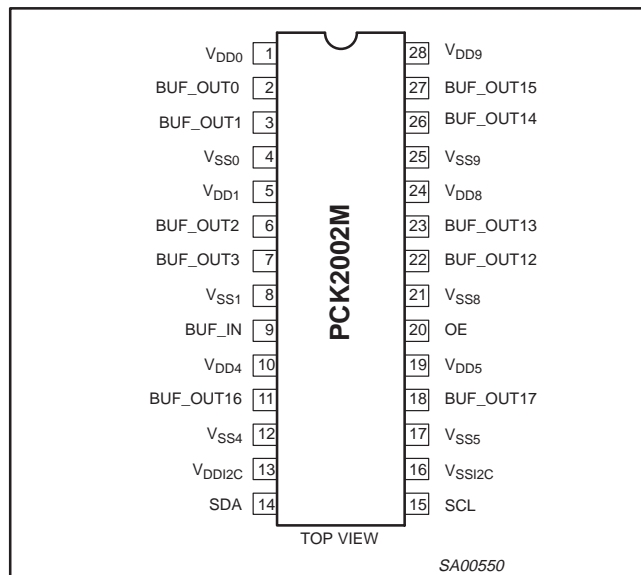 VDD0 1 28 VDD9
BUF_OUT0 2 27 BUF_OUT15
BUF_OUT1 3 26 BUF_OUT14
VSS0 4 25 VSS9
VDD1 5 24 VDD8
BUF_OUT2 6 23 BUF_OUT13
BUF_OUT3 7 22 BUF_OUT12
VSS1 8 21 VSS8
BUF_IN 9 20 OE
VDD4 10 19 VDD5
BUF_OUT16 11 18 BUF_OUT17
VSS4 12 17 VSS5
VDDI2C 13 16 VSSI2C
SDA 14 15 SCL
PCK2002M
TOP VIEW
SA00550